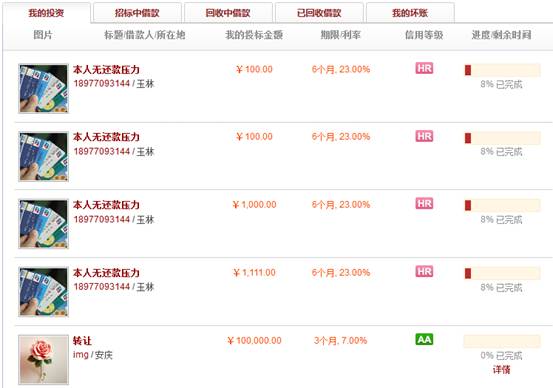 我的投资 招标中借款 回收中借款 已回收借款 我的坏账
图片 标题/借款人/所在地 我的投标金额 期限/利率 信用等级 进度/剩余时间
本人无还款压力 ￥100.00 6个月, 23.00% HR
18977093144 / 玉林 8% 已完成
本人无还款压力 ￥100.00 6个月, 23.00% HR
18977093144 / 玉林 8% 已完成
本人无还款压力 ￥1,000.00 6个月, 23.00% HR
18977093144 / 玉林 8% 已完成
本人无还款压力 ￥1,111.00 6个月, 23.00% HR
18977093144 / 玉林 8% 已完成
转让 ￥100,000.00 3个月, 7.00% AA
img / 安庆 0% 已完成
详情